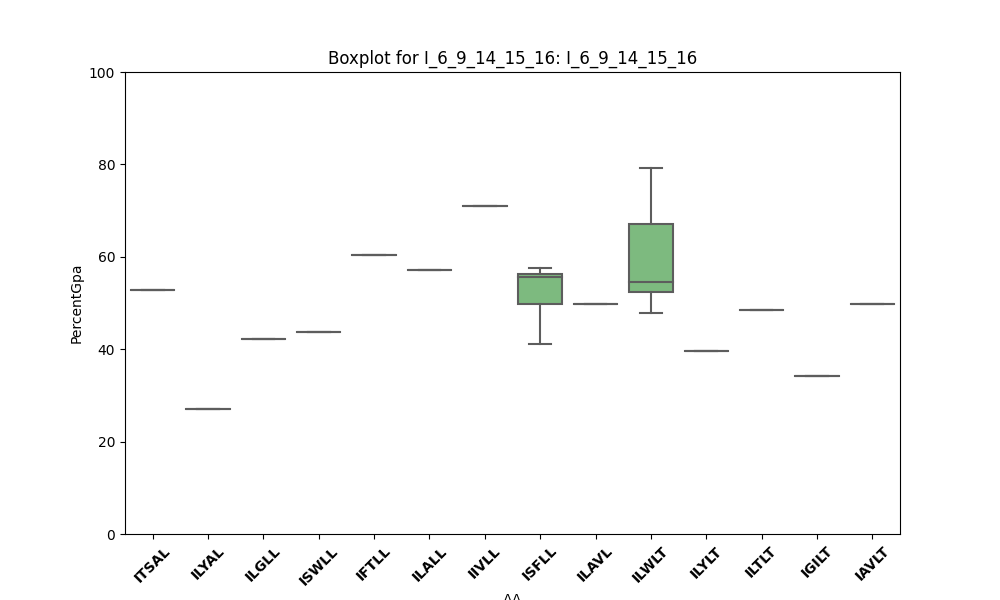 Boxplot for I_6_9_14_15_16: I_6_9_14_15_16
100
80
60
40
20
0
PercentGpa
ITSAL
ILYAL
ILGLL
ISWLL
IFTLL
ILALL
IIVLL
ISFLL
ILAVL
ILWLT
ILYLT
ILTLT
IGILT
IAVLT
AA